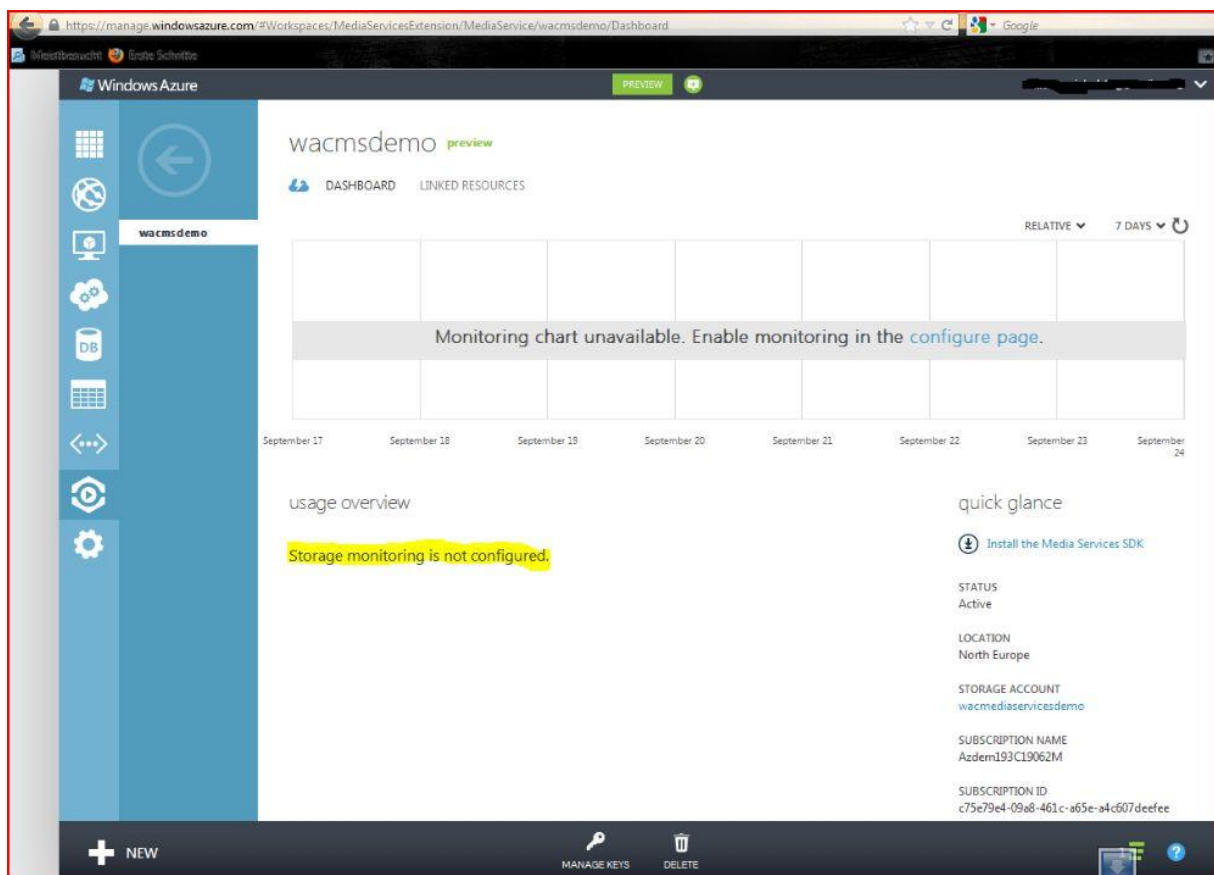 https://manage.windowsazure.com/#Workspaces/MediaServicesExtension/MediaService/wacmsdemo/Dashboard
Google
Meistbesucht Erste Schritte
Windows Azure
PREVIEW
wacmsdemo preview
DASHBOARD LINKED RESOURCES
wacmsdemo
RELATIVE 7 DAYS
DB
Monitoring chart unavailable. Enable monitoring in the configure page.
September 17 September 18 September 19 September 20 September 21 September 22 September 23 September
24
usage overview
quick glance
Storage monitoring is not configured.
Install the Media Services SDK
STATUS
Active
LOCATION
North Europe
STORAGE ACCOUNT
wacmediaservicesdemo
SUBSCRIPTION NAME
Azdem193C19062M
SUBSCRIPTION ID
c75e79e4-09a8-461c-a65e-a4c607deefee
NEW
MANAGE KEYS
DELETE
?